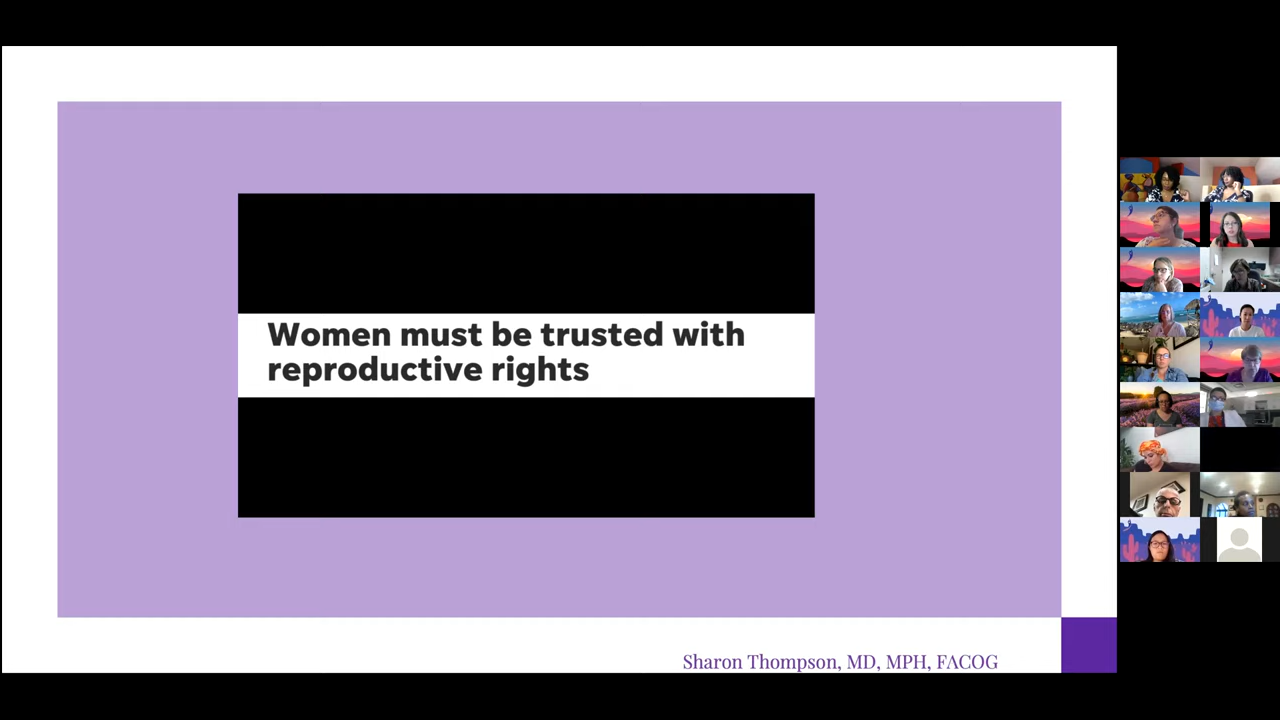 Women must be trusted with
reproductive rights
Sharon Thompson, MD, MPH, FACOG